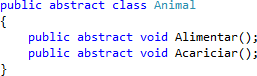 public abstract class Animal
{
    public abstract void Alimentar();
    public abstract void Acariciar();
}